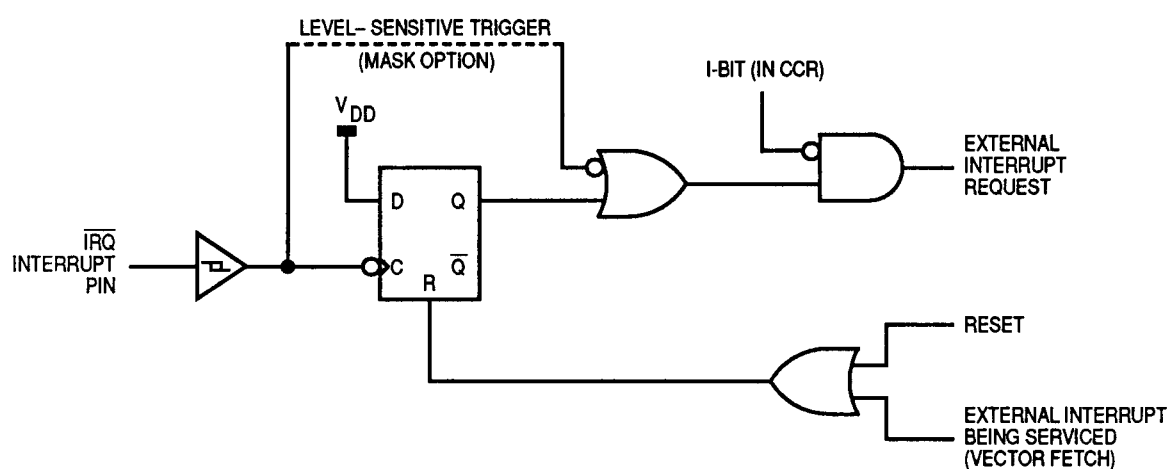 LEVEL– SENSITIVE TRIGGER
(MASK OPTION)
I-BIT (IN CCR)
VDD
EXTERNAL
INTERRUPT
REQUEST
D
Q
IRQ
INTERRUPT
PIN
C
Q
R
RESET
EXTERNAL INTERRUPT
BEING SERVICED
(VECTOR FETCH)